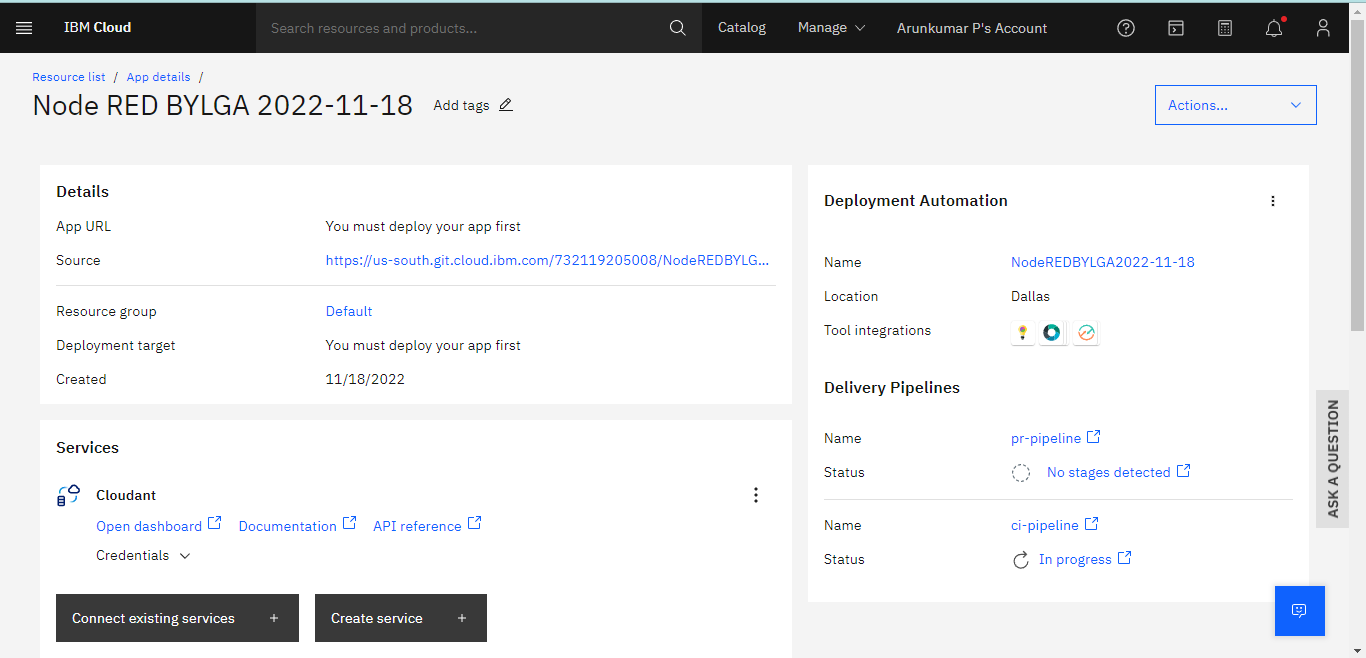 IBM Cloud
Search resources and products...
Catalog
Manage
Arunkumar P's Account
Resource list / App details /
Node RED BYLGA 2022-11-18
Add tags
Actions...
Details
App URL You must deploy your app first
Source https://us-south.git.cloud.ibm.com/732119205008/NodeREDBYLG...
Resource group Default
Deployment target You must deploy your app first
Created 11/18/2022
Services
Cloudant
Open dashboard Documentation API reference
Credentials
Connect existing services +
Create service +
Deployment Automation
Name NodeREDBYLGA2022-11-18
Location Dallas
Tool integrations
Delivery Pipelines
Name pr-pipeline
Status No stages detected
Name ci-pipeline
Status In progress
ASK A QUESTION